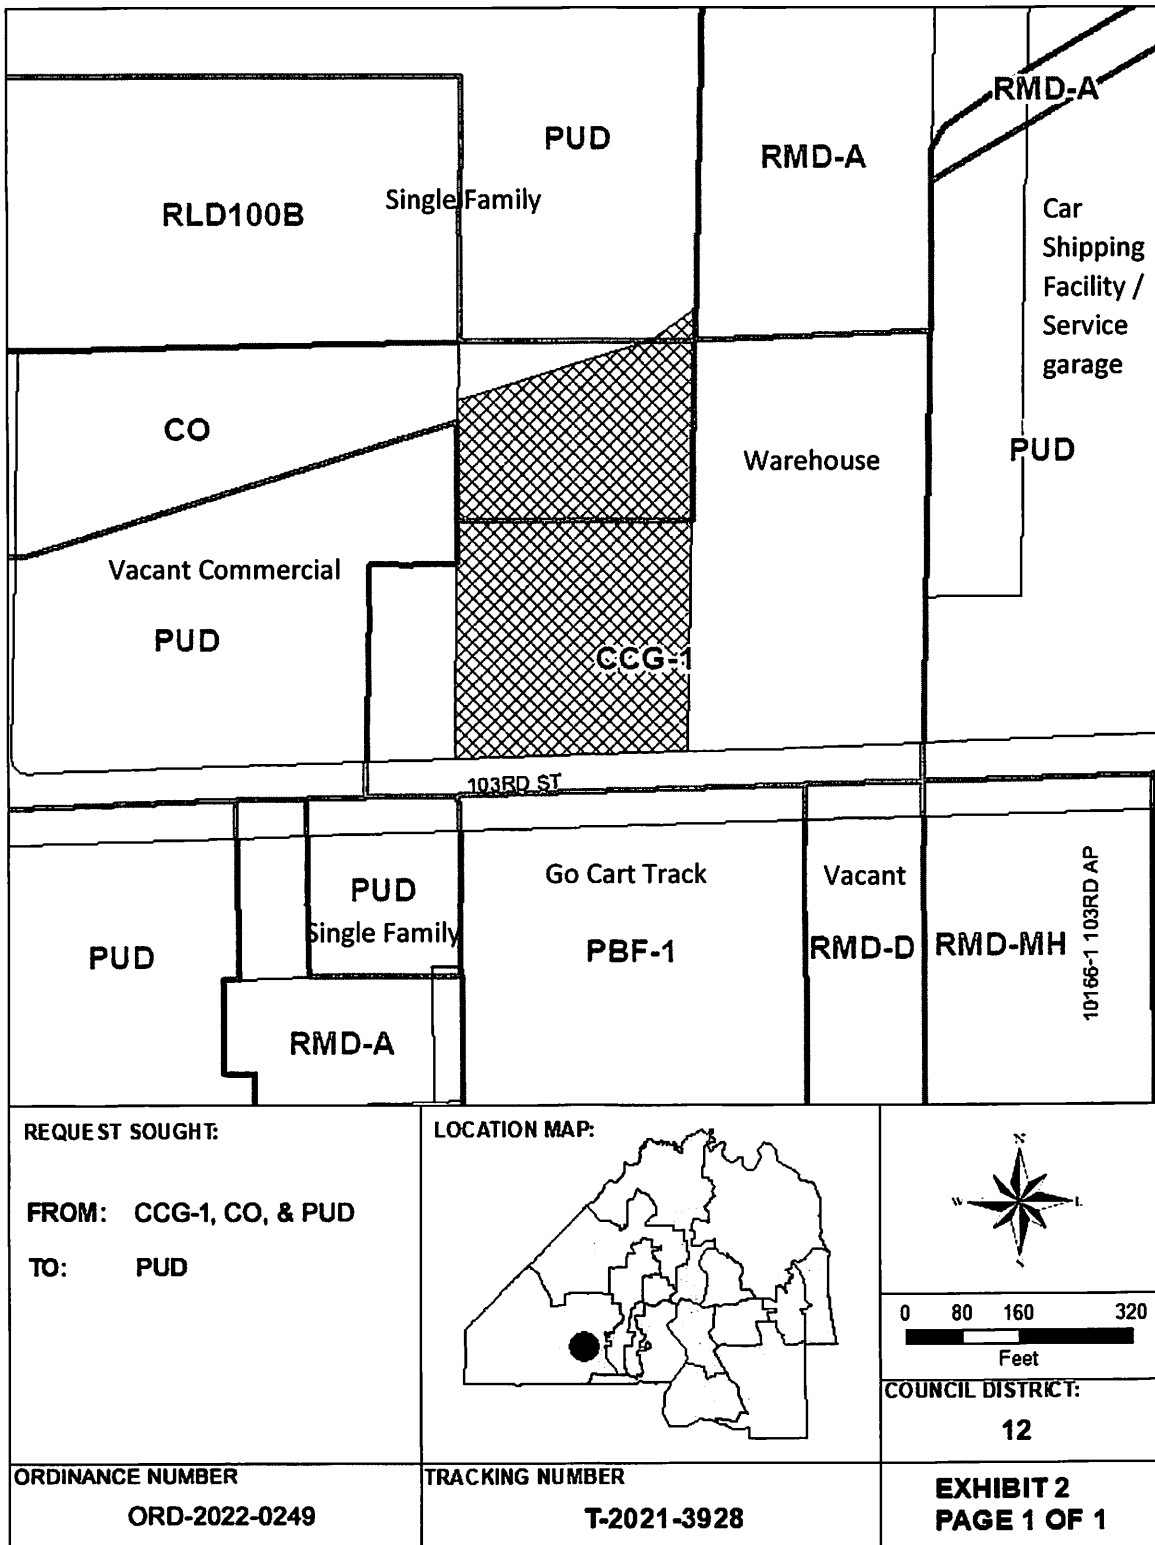 PUD
RMD-A
RMD-A
RLD100B
Single Family
Car
Shipping
Facility /
Service
garage
CO
Warehouse
PUD
Vacant Commercial
PUD
CCG-1
103RD ST
Go Cart Track
Vacant
PUD
Single Family
PBF-1
RMD-D
RMD-MH
10166-1 103RD AP
PUD
RMD-A
REQUEST SOUGHT:
FROM: CCG-1, CO, & PUD
TO: PUD
LOCATION MAP:
N
W
E
S
0 80 160 320
Feet
COUNCIL DISTRICT:
12
ORDINANCE NUMBER
ORD-2022-0249
TRACKING NUMBER
T-2021-3928
EXHIBIT 2
PAGE 1 OF 1